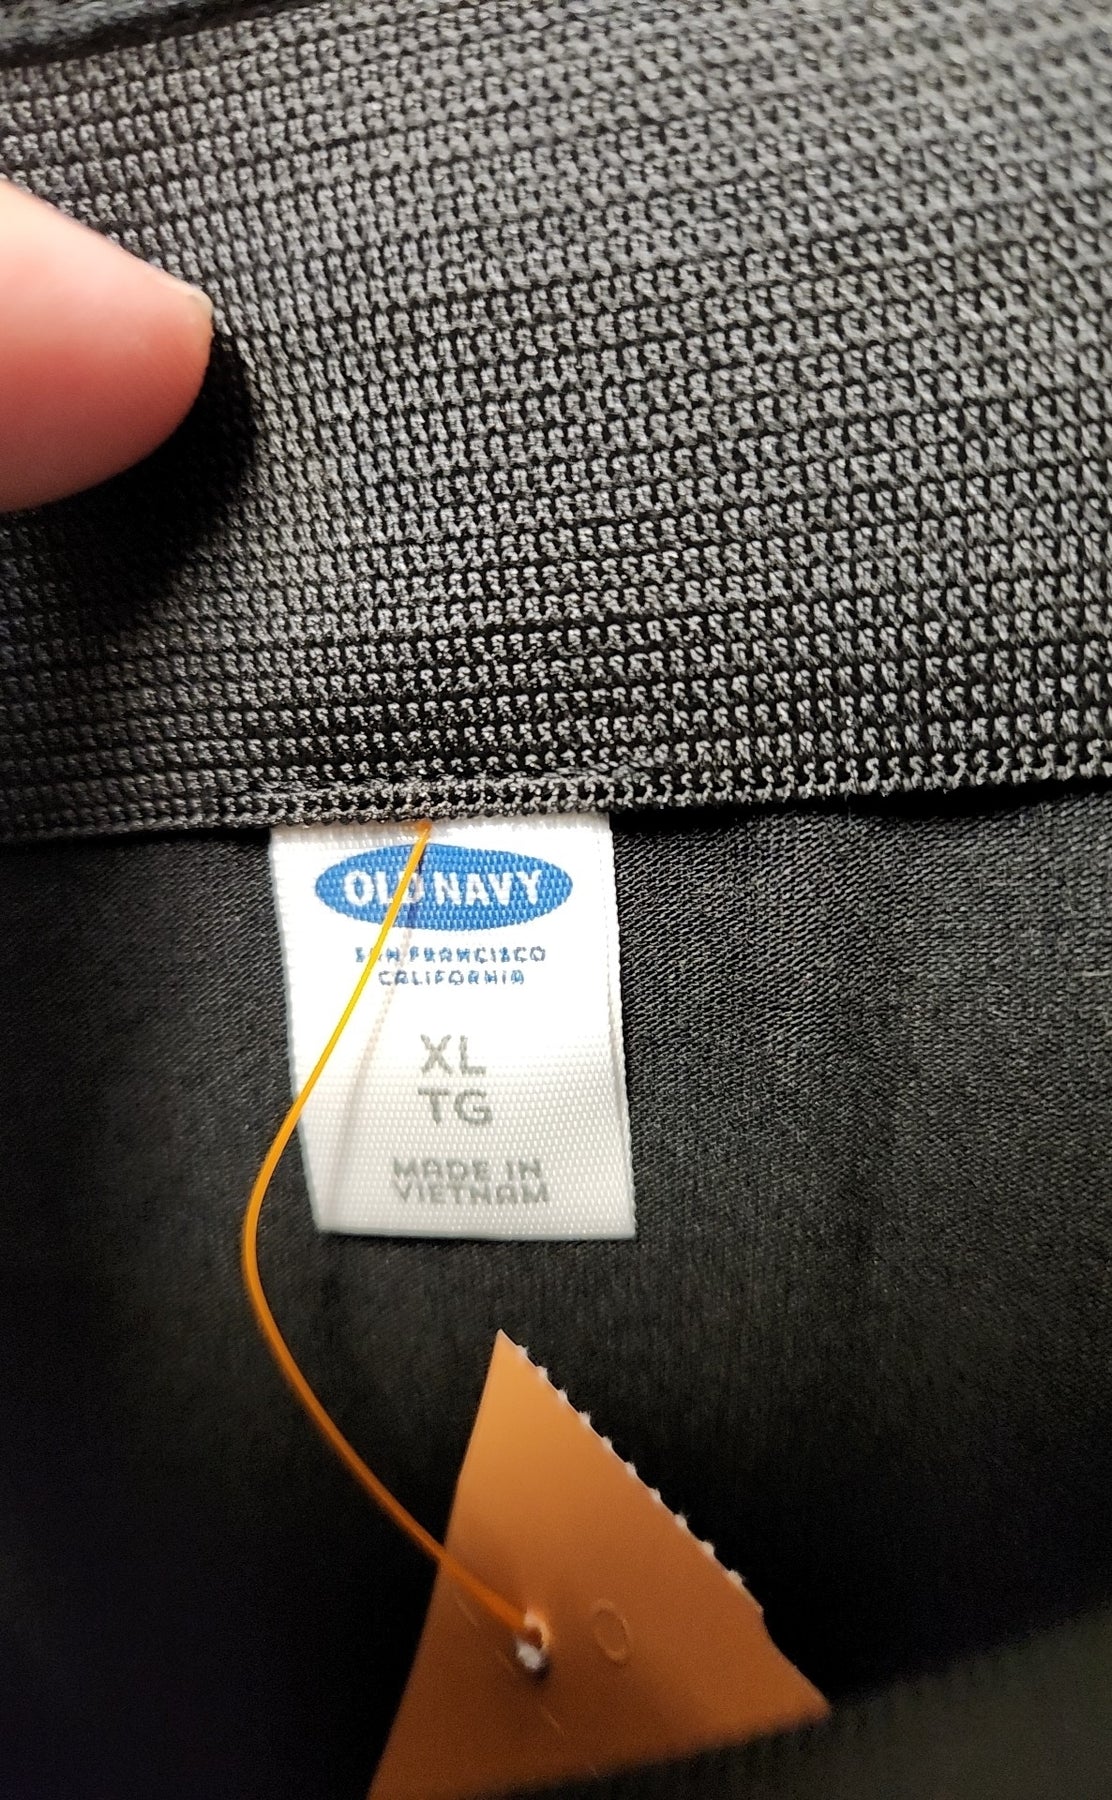 OLD NAVY
SAN FRANCISCO
CALIFORNIA
XL
TG
MADE IN
VIETNAM